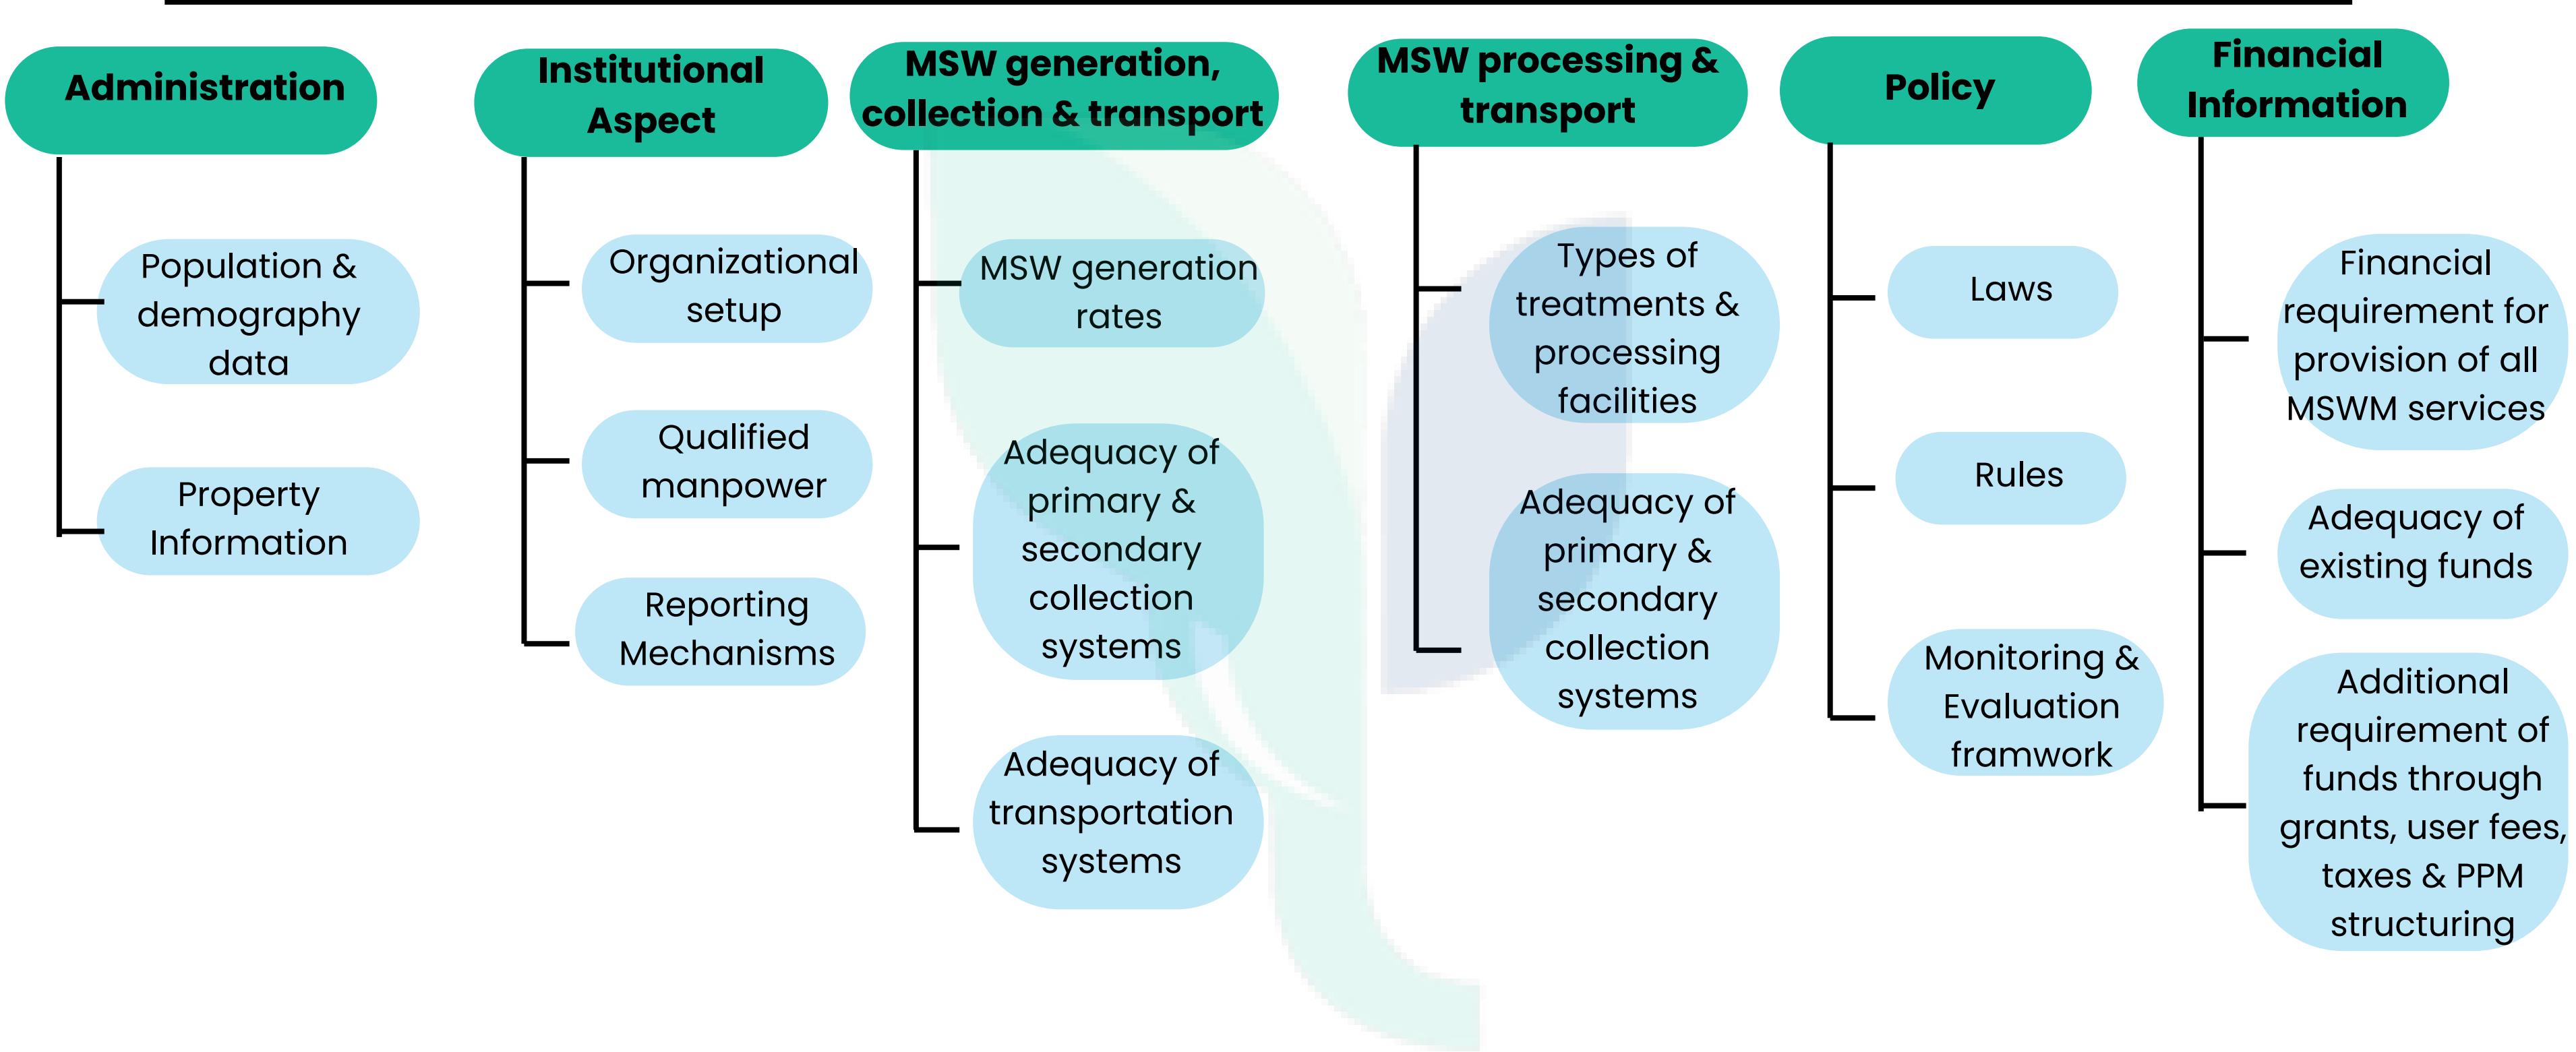 Administration
Population &
demography
data
Property
Information
Institutional
Aspect
Organizational
setup
Qualified
manpower
Reporting
Mechanisms
MSW generation,
collection & transport
MSW generation
rates
Adequacy of
primary &
secondary
collection
systems
Adequacy of
transportation
systems
MSW processing &
transport
Types of
treatments &
processing
facilities
Adequacy of
primary &
secondary
collection
systems
Policy
Laws
Rules
Monitoring &
Evaluation
framwork
Financial
Information
Financial
requirement for
provision of all
MSWM services
Adequacy of
existing funds
Additional
requirement of
funds through
grants, user fees,
taxes & PPM
structuring